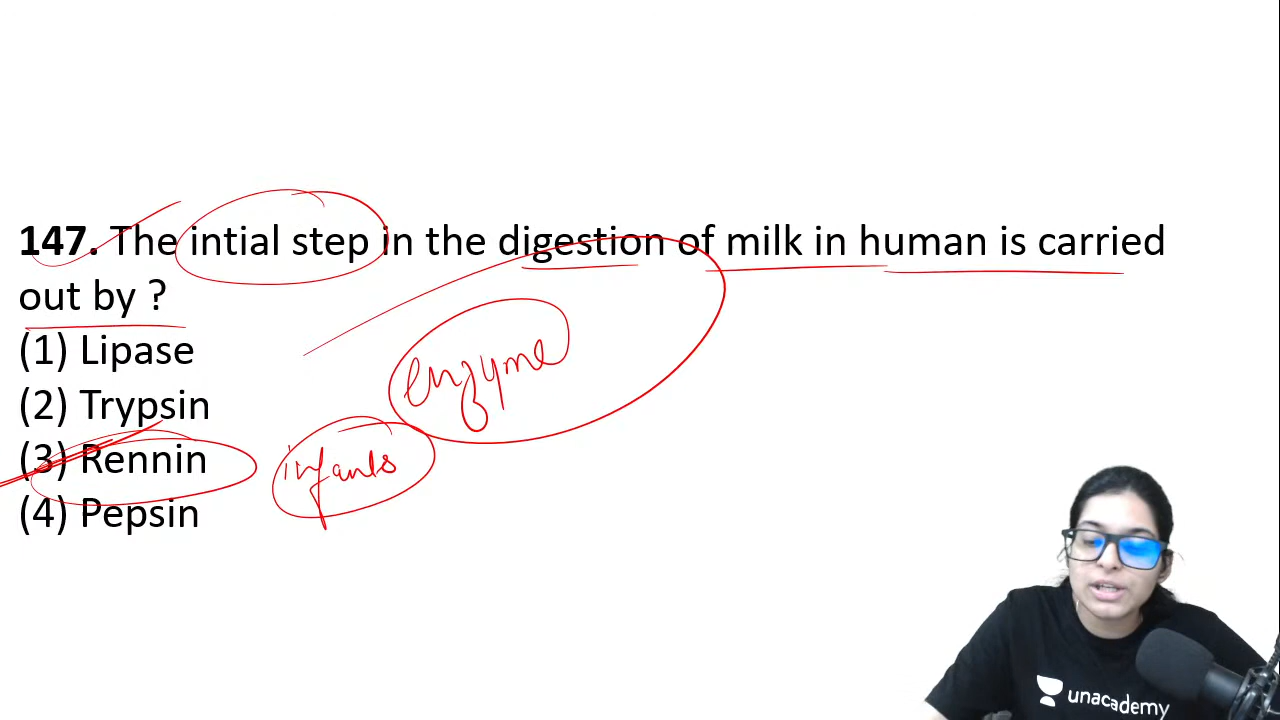 147. The intial step in the digestion of milk in human is carried
out by ?
(1) Lipase
(2) Trypsin
(3) Rennin
(4) Pepsin
enzyme
infants
unacademy